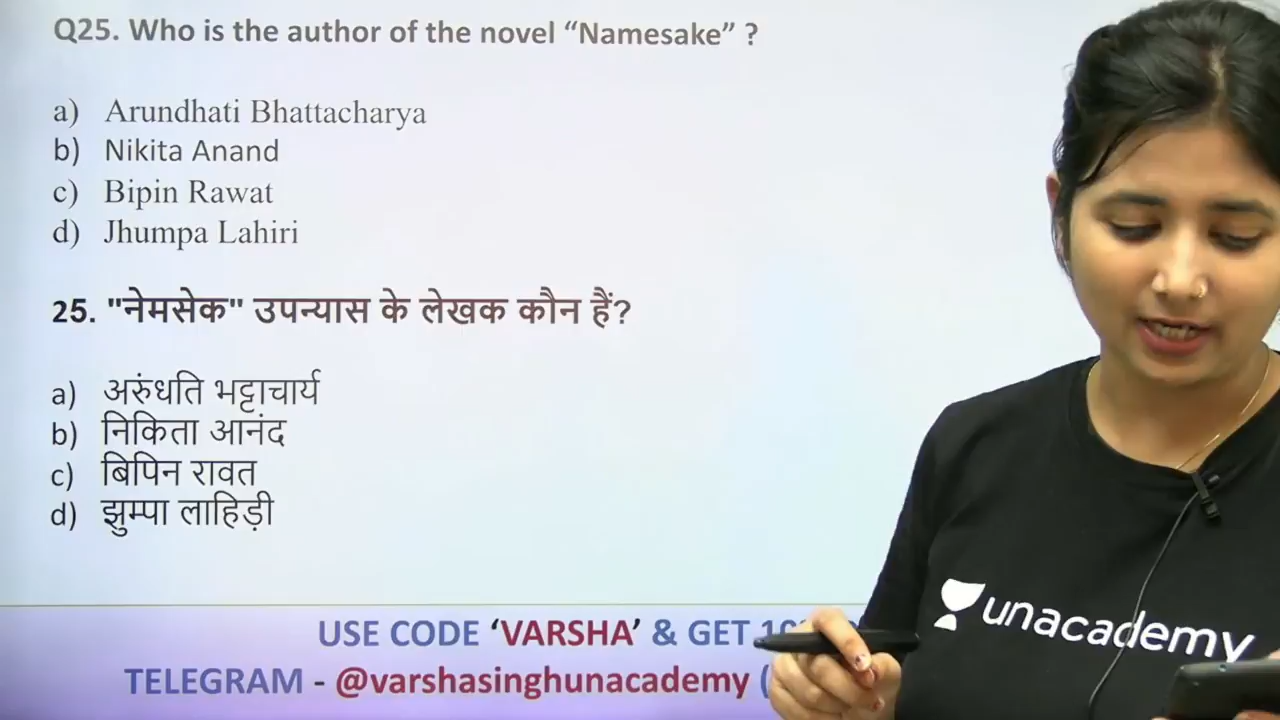 Q25. Who is the author of the novel “Namesake” ?
a) Arundhati Bhattacharya
b) Nikita Anand
c) Bipin Rawat
d) Jhumpa Lahiri
25. "नेमसेक" उपन्यास के लेखक कौन हैं?
a) अरुंधति भट्टाचार्य
b) निकिता आनंद
c) बिपिन रावत
d) झुम्पा लाहिड़ी
USE CODE ‘VARSHA’ & GET
TELEGRAM - @varshasinghunacademy (
unacademy